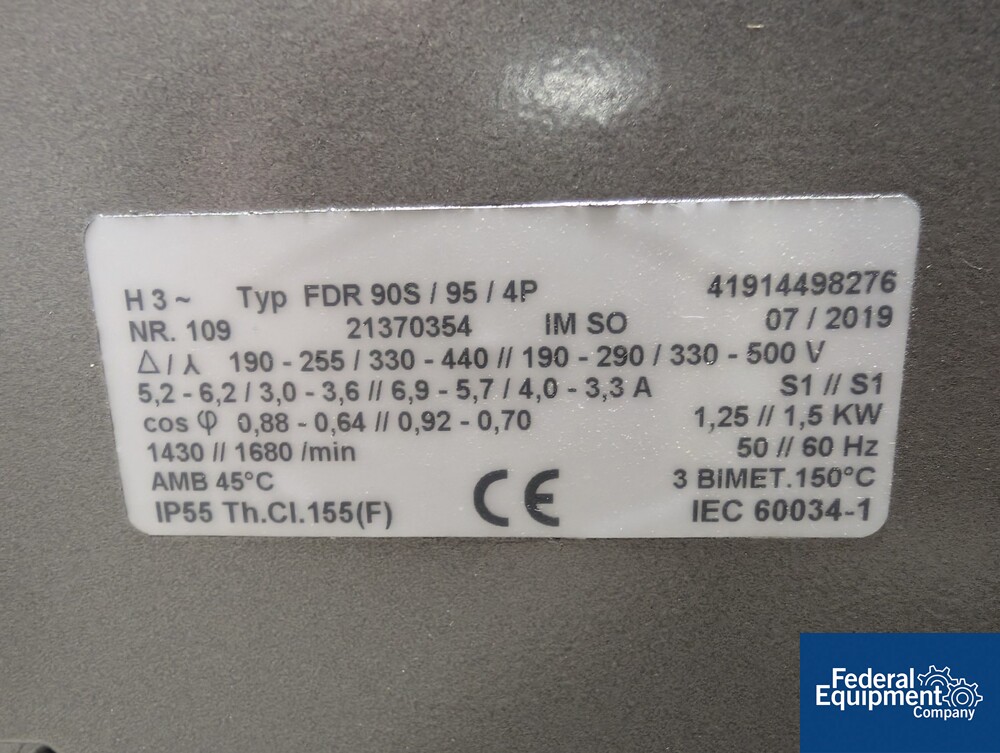 H 3 ~ Typ FDR 90S / 95 / 4P 41914498276
NR. 109 21370354 IM SO 07 / 2019
Δ / ⅄ 190 - 255 / 330 - 440 // 190 - 290 / 330 - 500 V
5,2 - 6,2 / 3,0 - 3,6 // 6,9 - 5,7 / 4,0 - 3,3 A S1 // S1
cos φ 0,88 - 0,64 // 0,92 - 0,70 1,25 // 1,5 KW
1430 // 1680 /min 50 // 60 Hz
AMB 45°C 3 BIMET.150°C
IP55 Th.Cl.155(F) CE IEC 60034-1
Federal
Equipment
Company